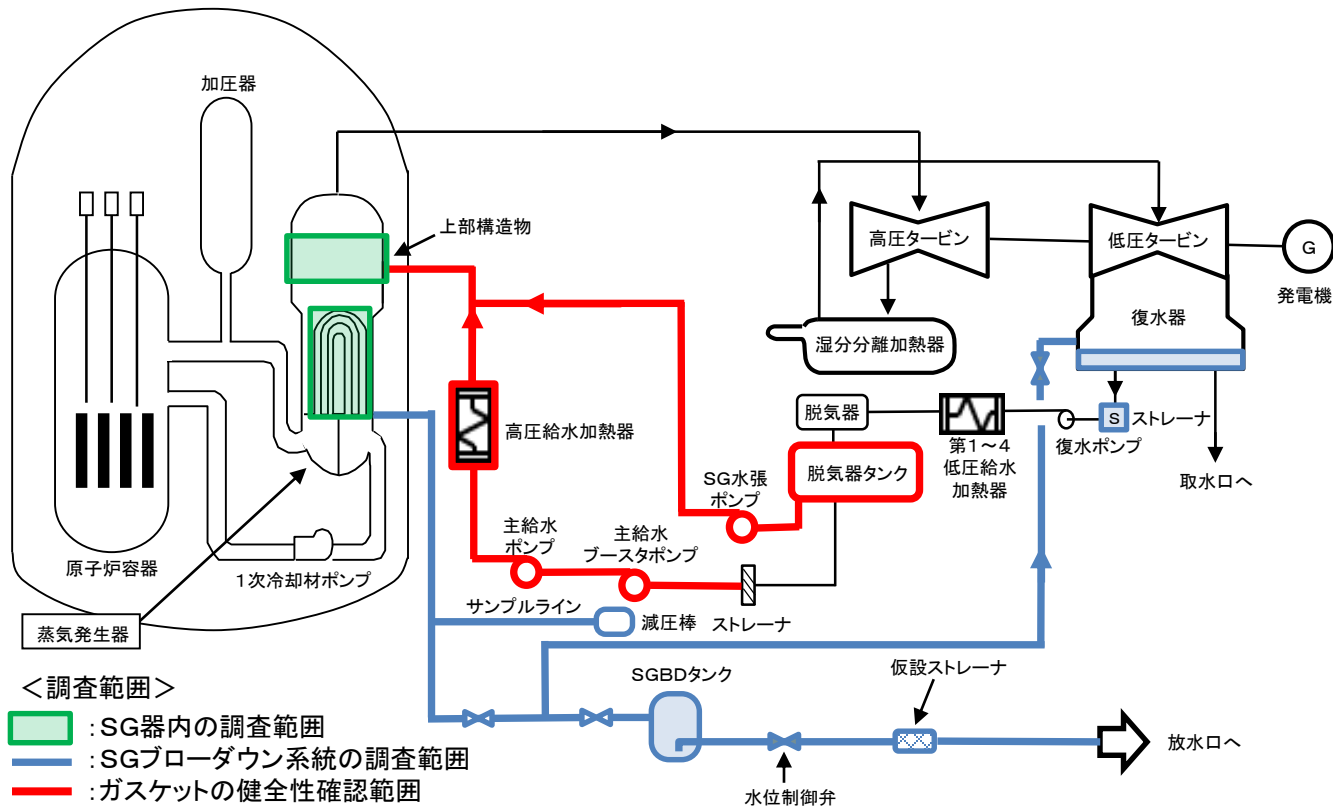 加圧器
上部構造物
高圧タービン
低圧タービン
G
発電機
復水器
湿分分離加熱器
脱気器
S
ストレーナ
復水ポンプ
第1~4
低圧給水
加熱器
取水口へ
高圧給水加熱器
脱気器タンク
SG水張
ポンプ
主給水
ポンプ
主給水
ブースタポンプ
原子炉容器
1次冷却材ポンプ
サンプルライン
減圧棒
ストレーナ
蒸気発生器
SGBDタンク
仮設ストレーナ
放水口へ
水位制御弁
<調査範囲>
:SG器内の調査範囲
:SGブローダウン系統の調査範囲
:ガスケットの健全性確認範囲